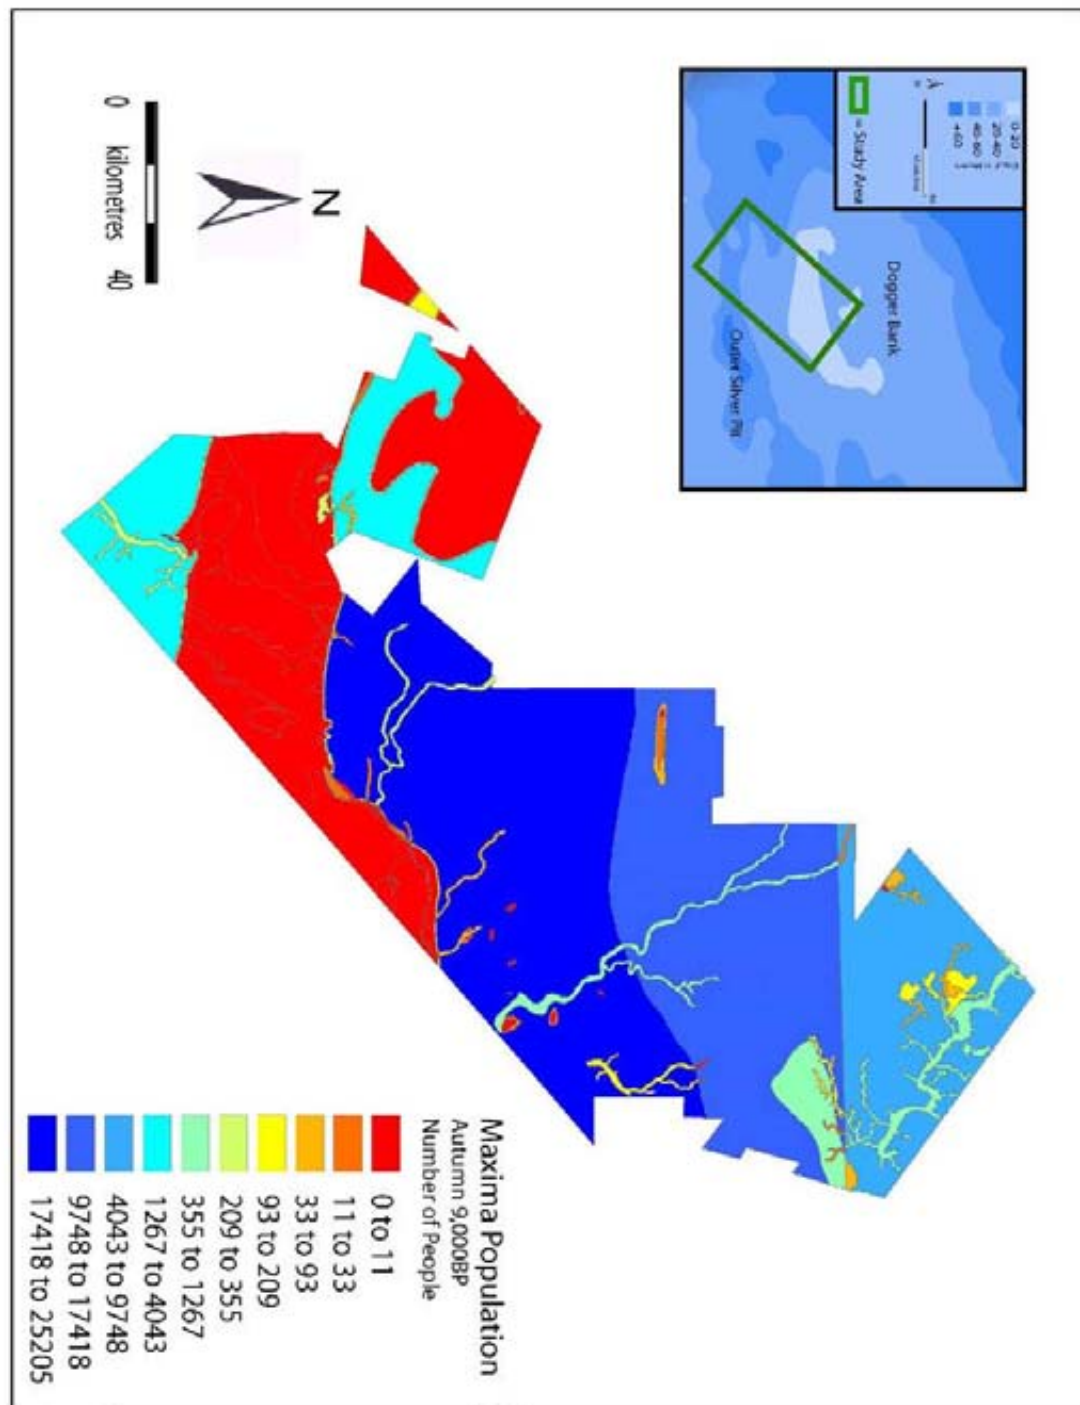 = Study Area
0-20
20-40
40-60
+60
Dogger Bank
Outer Silver Pit
N
0 kilometres 40
Maxima Population
Autumn 9,000BP
Number of People
0 to 11
11 to 33
33 to 93
93 to 209
209 to 355
355 to 1267
1267 to 4043
4043 to 9748
9748 to 17418
17418 to 25205